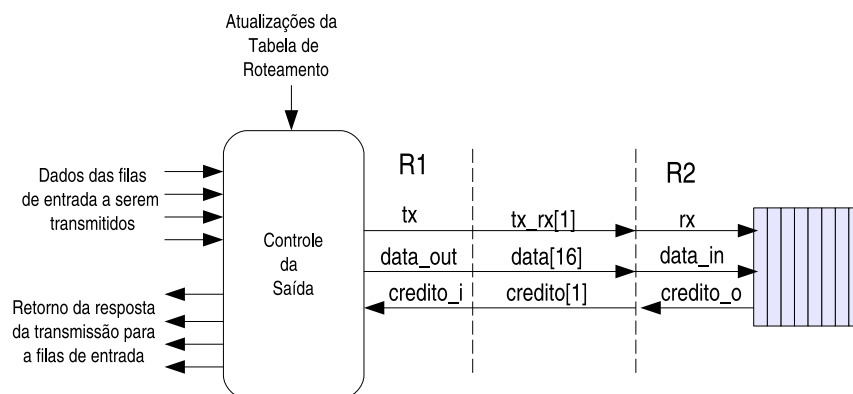 Atualizações da
Tabela de
Roteamento
Dados das filas
de entrada a serem
transmitidos
Retorno da resposta
da transmissão para
a filas de entrada
Controle
da
Saída
R1
R2
tx
tx_rx[1]
rx
data_out
data[16]
data_in
credito_i
credito[1]
credito_o